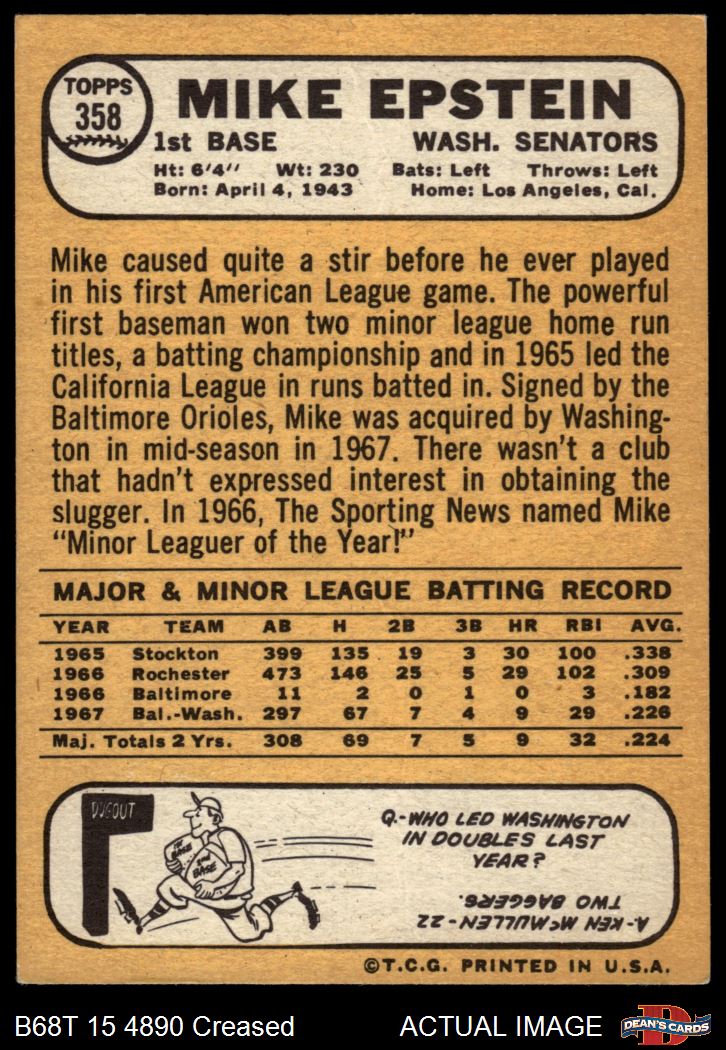 TOPPS
358
MIKE EPSTEIN
1st BASE WASH. SENATORS
Ht: 6'4" Wt: 230 Bats: Left Throws: Left
Born: April 4, 1943 Home: Los Angeles, Cal.
Mike caused quite a stir before he ever played
in his first American League game. The powerful
first baseman won two minor league home run
titles, a batting championship and in 1965 led the
California League in runs batted in. Signed by the
Baltimore Orioles, Mike was acquired by Washing-
ton in mid-season in 1967. There wasn't a club
that hadn't expressed interest in obtaining the
slugger. In 1966, The Sporting News named Mike
"Minor Leaguer of the Year!"
MAJOR & MINOR LEAGUE BATTING RECORD
YEAR TEAM AB H 2B 3B HR RBI AVG.
1965 Stockton 399 135 19 3 30 100 .338
1966 Rochester 473 146 25 5 29 102 .309
1966 Baltimore 11 2 0 1 0 3 .182
1967 Bal.-Wash. 297 67 7 4 9 29 .226
Maj. Totals 2 Yrs. 308 69 7 5 9 32 .224
DUGOUT
1st BASE
2nd BASE
Q.-WHO LED WASHINGTON
IN DOUBLES LAST
YEAR?
A-KEN McMULLEN-22
TWO BAGGERS.
©T.C.G. PRINTED IN U.S.A.
B68T 15 4890 Creased ACTUAL IMAGE
DEAN'S CARDS